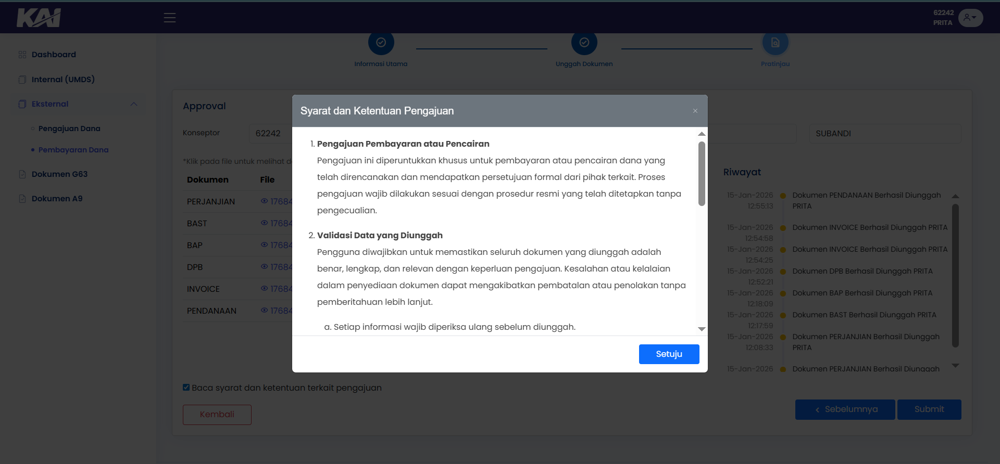 KAI
62242
PRITA
Dashboard
Internal (UMDS)
Eksternal
Pengajuan Dana
Pembayaran Dana
Dokumen G63
Dokumen A9
Informasi Utama
Unggah Dokumen
Pratinjau
Approval
Konseptor
62242
SUBANDI
*Klik pada file untuk melihat
Dokumen File
PERJANJIAN 17684
BAST 17684
BAP 17684
DPB 17684
INVOICE 17684
PENDANAAN 17684
Syarat dan Ketentuan Pengajuan
×
1. Pengajuan Pembayaran atau Pencairan
Pengajuan ini diperuntukkan khusus untuk pembayaran atau pencairan dana yang
telah direncanakan dan mendapatkan persetujuan formal dari pihak terkait. Proses
pengajuan wajib dilakukan sesuai dengan prosedur resmi yang telah ditetapkan tanpa
pengecualian.
2. Validasi Data yang Diunggah
Pengguna diwajibkan untuk memastikan seluruh dokumen yang diunggah adalah
benar, lengkap, dan relevan dengan keperluan pengajuan. Kesalahan atau kelalaian
dalam penyediaan dokumen dapat mengakibatkan pembatalan atau penolakan tanpa
pemberitahuan lebih lanjut.
a. Setiap informasi wajib diperiksa ulang sebelum diunggah.
Setuju
Riwayat
15-Jan-2026 Dokumen PENDANAAN Berhasil Diunggah
12:55:13 PRITA
15-Jan-2026 Dokumen INVOICE Berhasil Diunggah PRITA
12:54:58
15-Jan-2026 Dokumen INVOICE Berhasil Diunggah PRITA
12:54:25
15-Jan-2026 Dokumen DPB Berhasil Diunggah PRITA
12:52:21
15-Jan-2026 Dokumen BAP Berhasil Diunggah PRITA
12:18:09
15-Jan-2026 Dokumen BAST Berhasil Diunggah PRITA
12:17:59
15-Jan-2026 Dokumen PERJANJIAN Berhasil Diunggah
12:08:33 PRITA
15-Jan-2026 Dokumen PERJANJIAN Berhasil Diunggah
Baca syarat dan ketentuan terkait pengajuan
Kembali
Sebelumnya
Submit